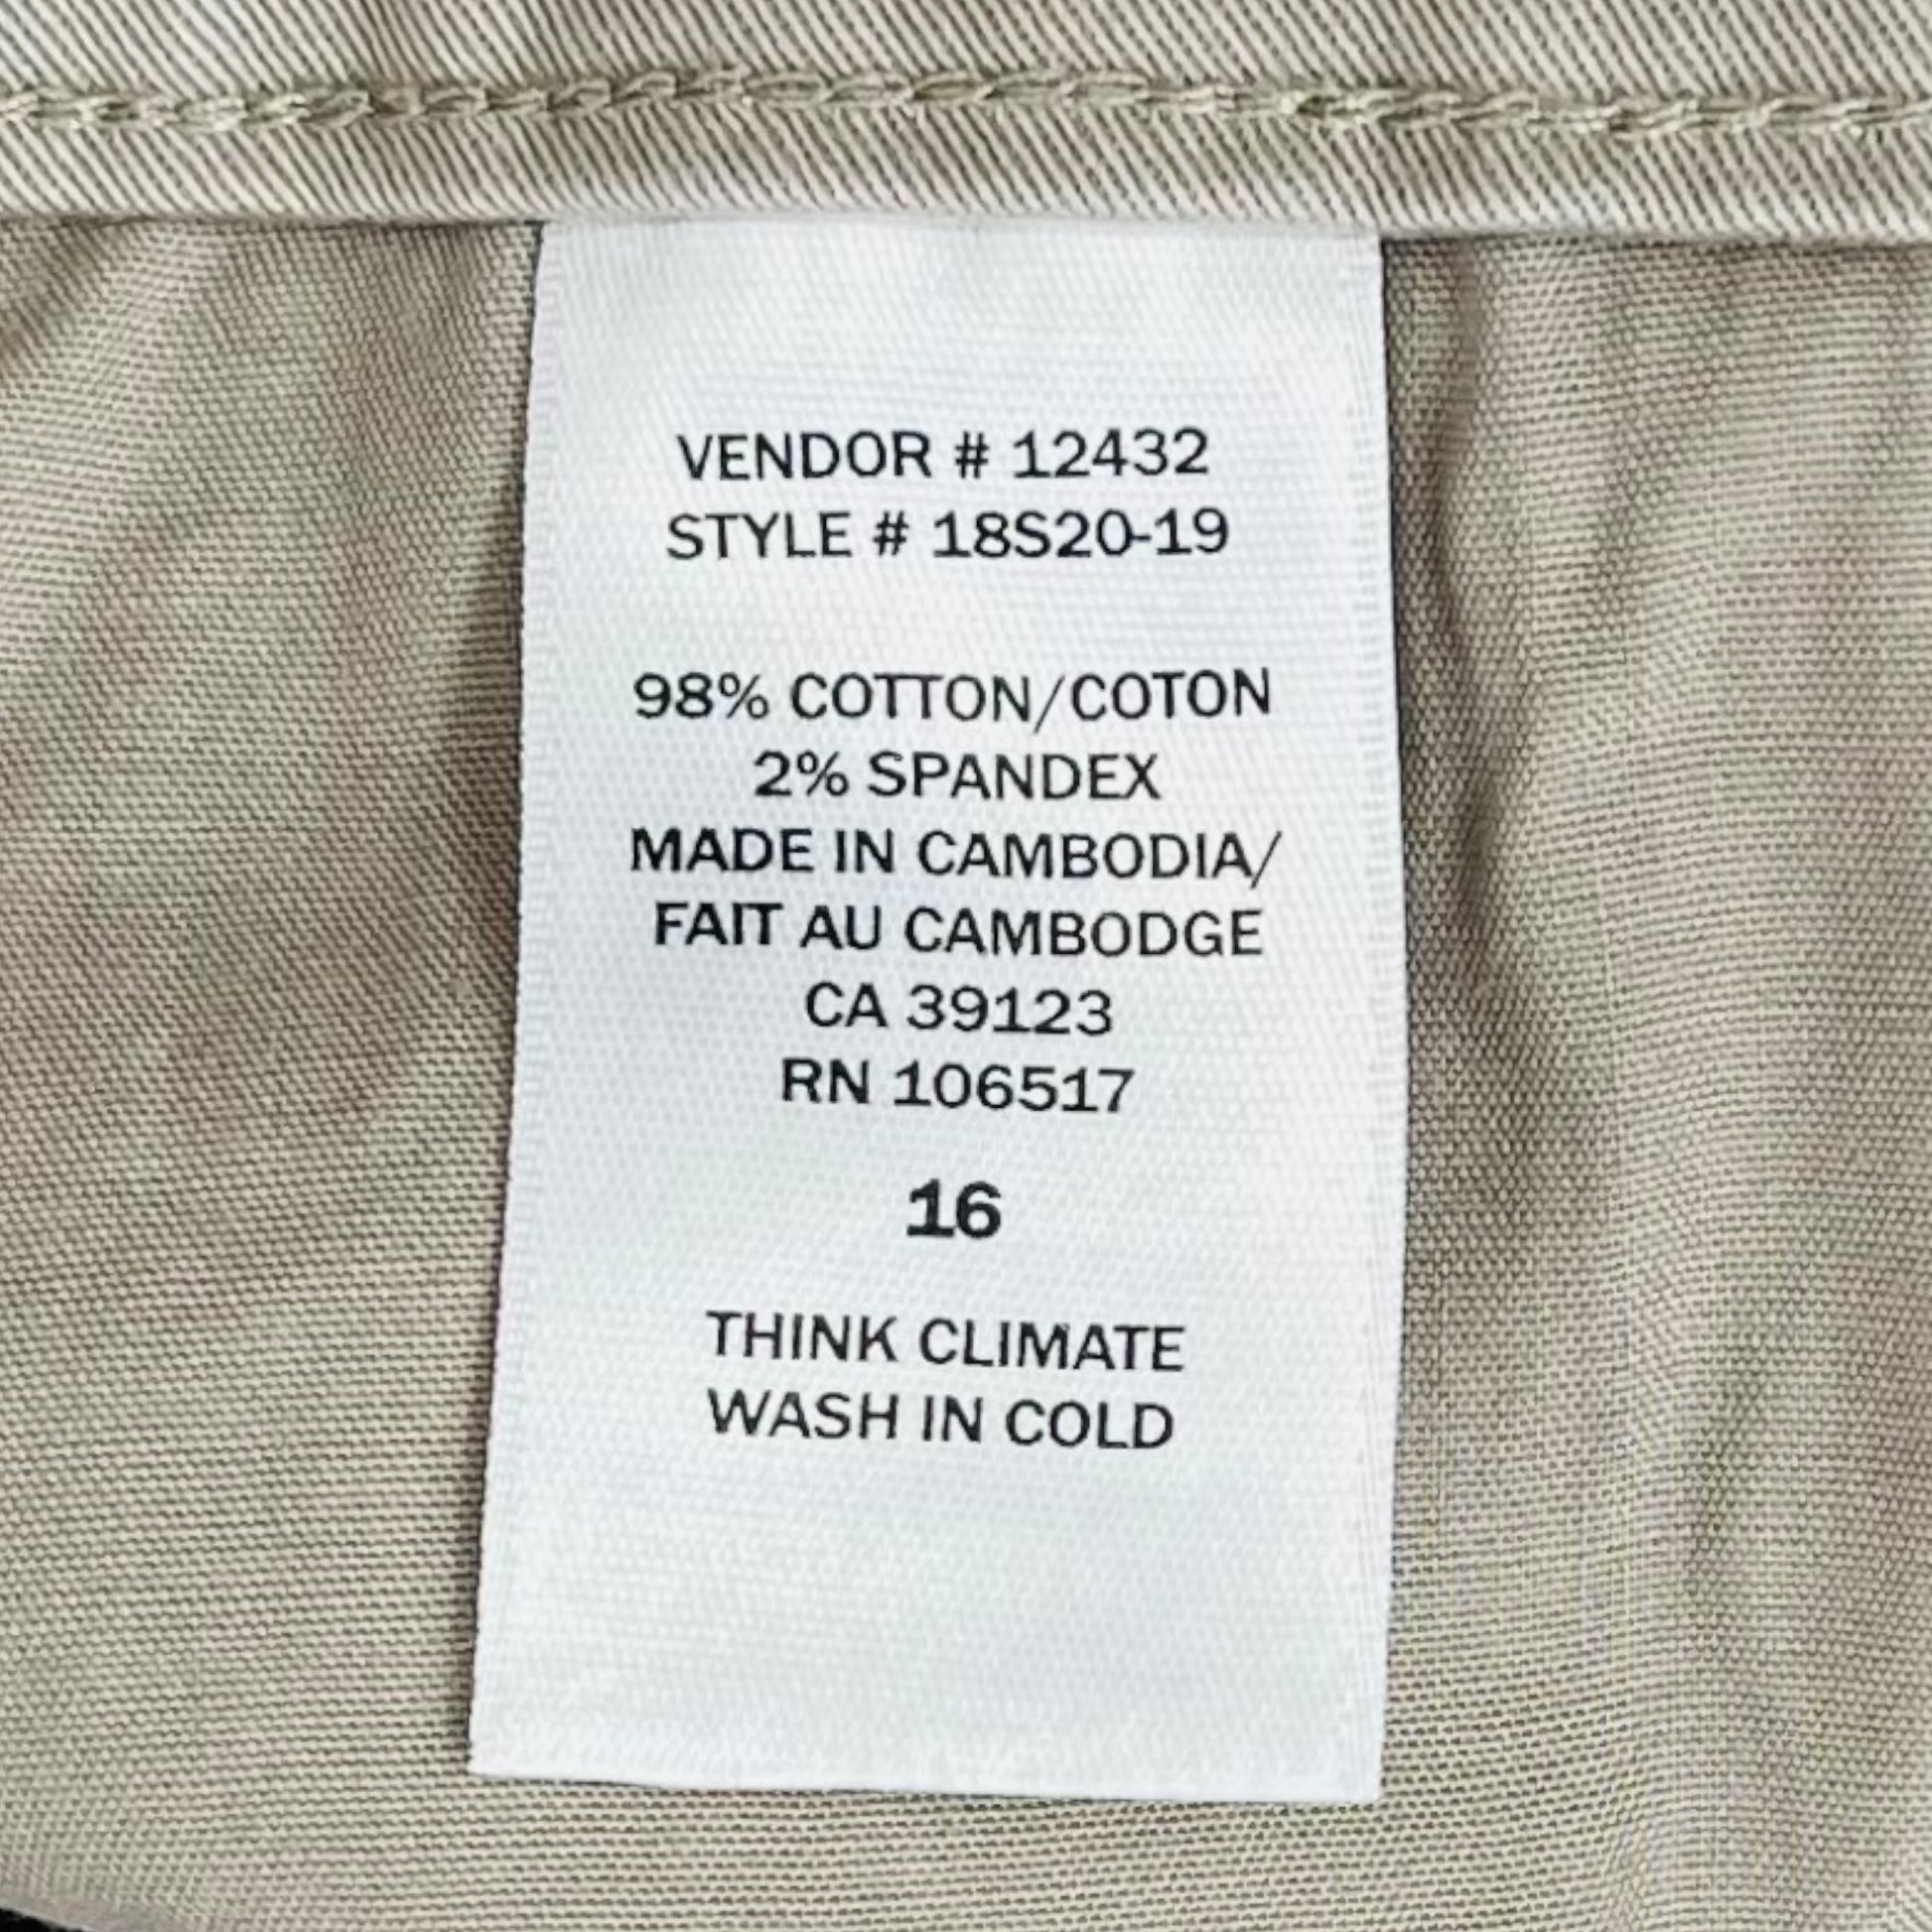 VENDOR # 12432
STYLE # 18S20-19
98% COTTON/COTON
2% SPANDEX
MADE IN CAMBODIA/
FAIT AU CAMBODGE
CA 39123
RN 106517
16
THINK CLIMATE
WASH IN COLD